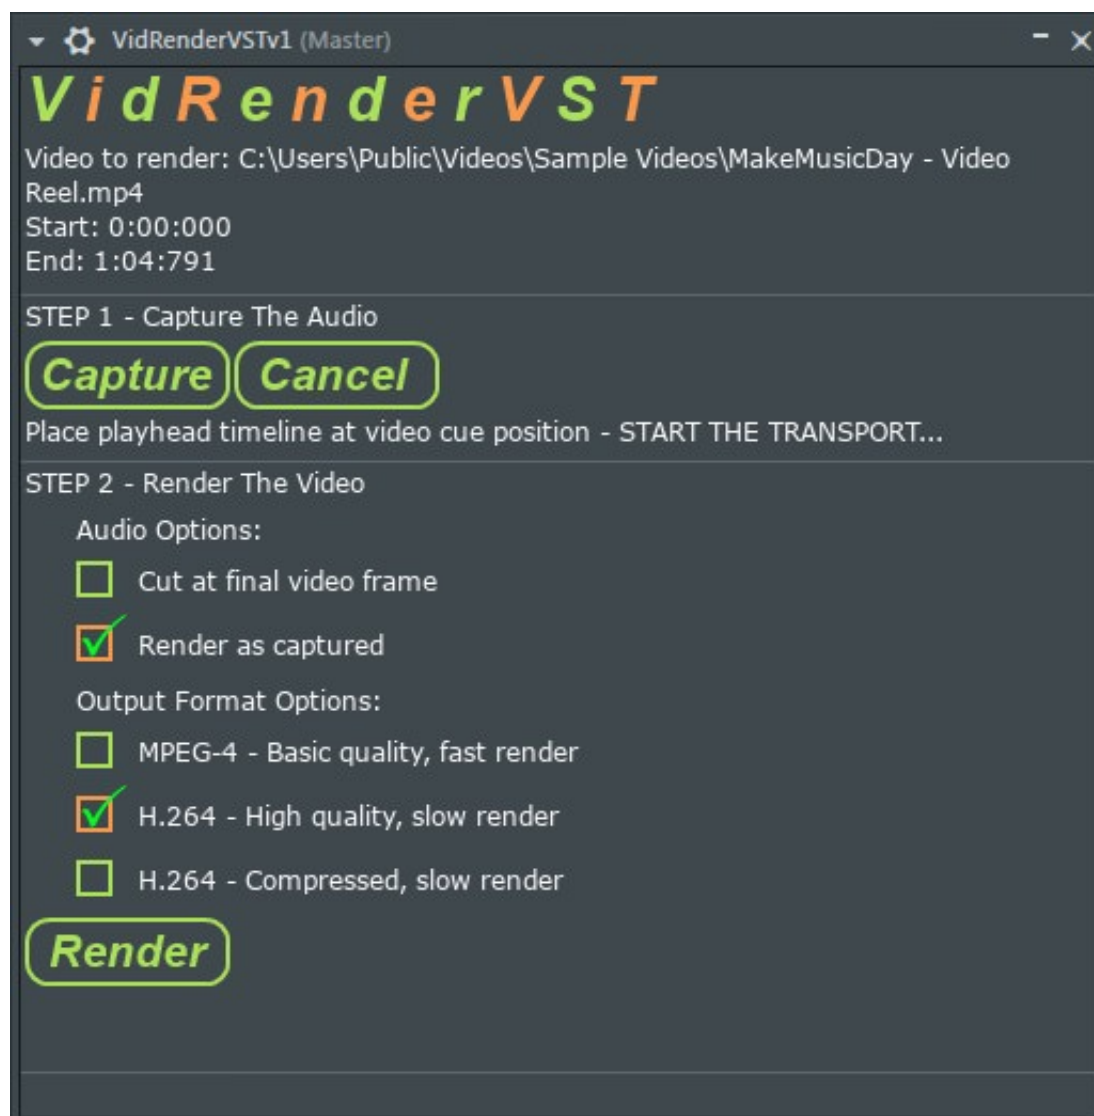 VidRenderVSTv1 (Master)
VidRenderVST
Video to render: C:\Users\Public\Videos\Sample Videos\MakeMusicDay - Video
Reel.mp4
Start: 0:00:000
End: 1:04:791
STEP 1 - Capture The Audio
Capture Cancel
Place playhead timeline at video cue position - START THE TRANSPORT...
STEP 2 - Render The Video
Audio Options:
Cut at final video frame
Render as captured
Output Format Options:
MPEG-4 - Basic quality, fast render
H.264 - High quality, slow render
H.264 - Compressed, slow render
Render